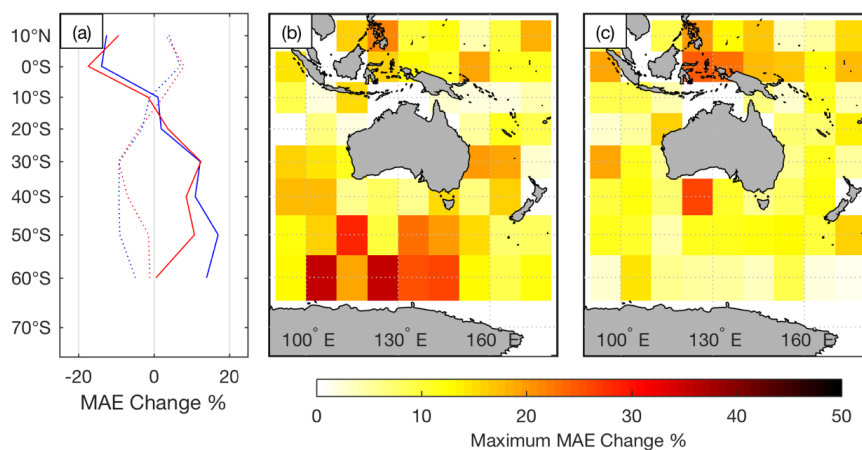 (a)
(b)
(c)
10°N
0°S
10°S
20°S
30°S
40°S
50°S
60°S
70°S
-20 0 20
MAE Change %
100° E 130° E 160° E
100° E 130° E 160° E
0 10 20 30 40 50
Maximum MAE Change %